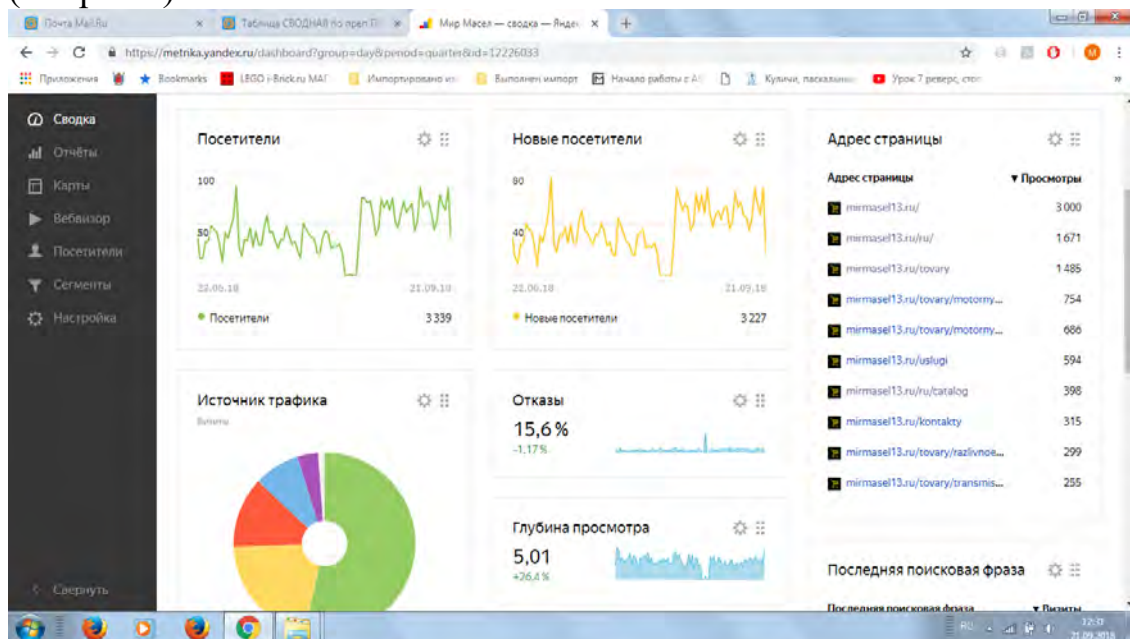 Почта Mail.Ru
Таблица СВОДНАЯ по преп
Мир Масел — сводка — Яндекс
https://metrika.yandex.ru/dashboard?group=day&period=quarter&id=12226033
Приложения
Bookmarks
LEGO i-Brick.ru МАГ
Импортировано из
Выполнен импорт
Начало работы с
Куличи, пасхальные
Урок 7 реверс, стоп
Сводка
Отчёты
Карты
Вебвизор
Посетители
Сегменты
Настройка
Свернуть
Посетители
100
50
22.06.18 21.09.18
Посетители 3 339
Новые посетители
80
40
22.06.18 21.09.18
Новые посетители 3 227
Источник трафика
Визиты
Отказы
15,6 %
-1,17 %
Глубина просмотра
5,01
+26,4 %
Адрес страницы
Адрес страницы ▼ Просмотры
mirmasel13.ru/ 3 000
mirmasel13.ru/ru/ 1 671
mirmasel13.ru/tovary 1 485
mirmasel13.ru/tovary/motorny... 754
mirmasel13.ru/tovary/motorny... 686
mirmasel13.ru/uslugi 594
mirmasel13.ru/ru/catalog 398
mirmasel13.ru/kontakty 315
mirmasel13.ru/tovary/razlivnoe... 299
mirmasel13.ru/tovary/transmis... 255
Последняя поисковая фраза
Последняя поисковая фраза ▼ Визиты
RU
21.09.2018